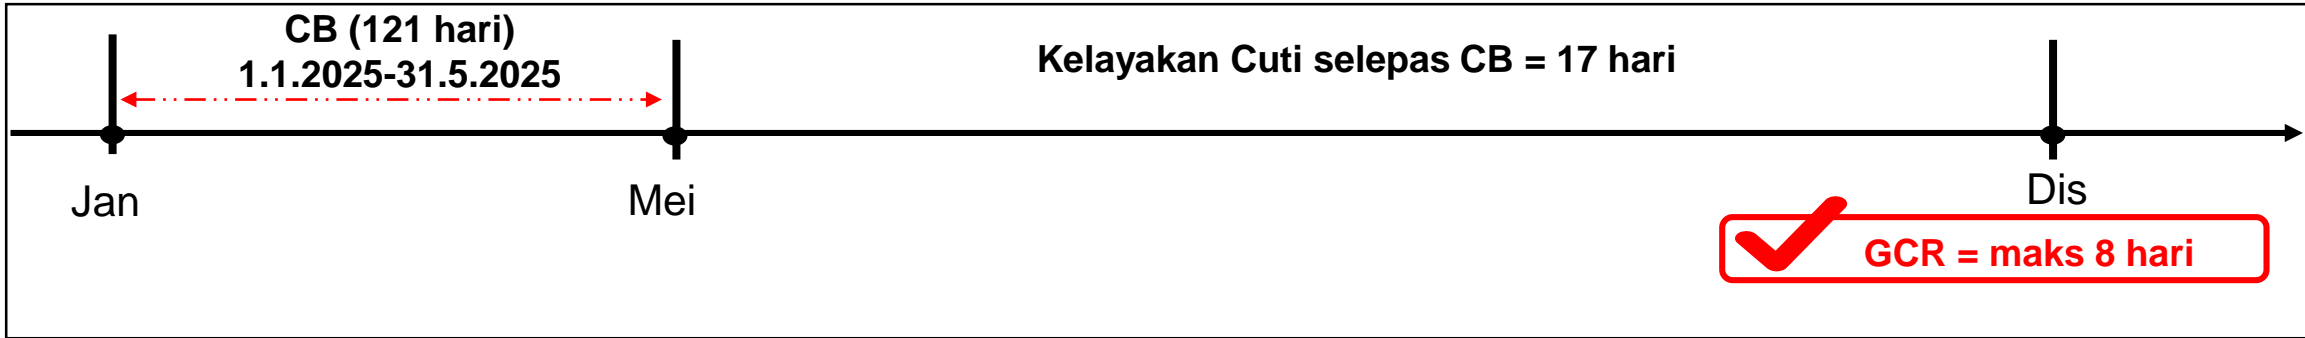 CB (121 hari)
1.1.2025-31.5.2025
Kelayakan Cuti selepas CB = 17 hari
Jan
Mei
Dis
GCR = maks 8 hari